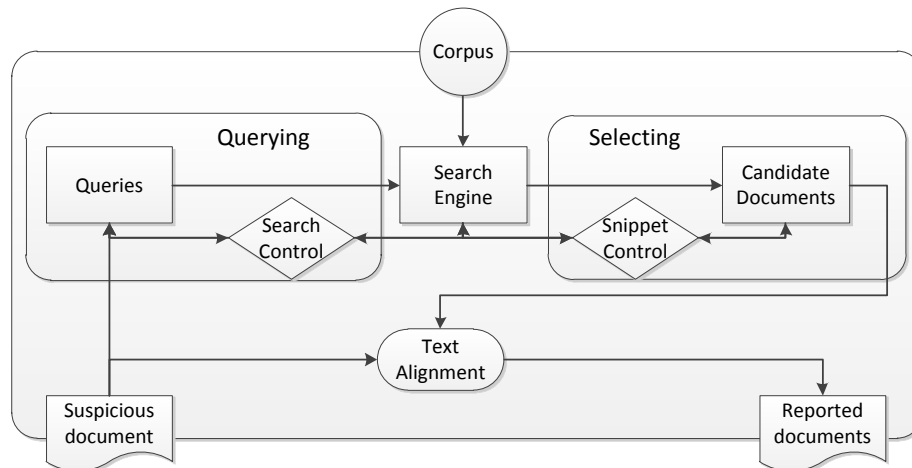 Corpus
Querying
Selecting
Queries
Search
Engine
Candidate
Documents
Search
Control
Snippet
Control
Text
Alignment
Suspicious
document
Reported
documents